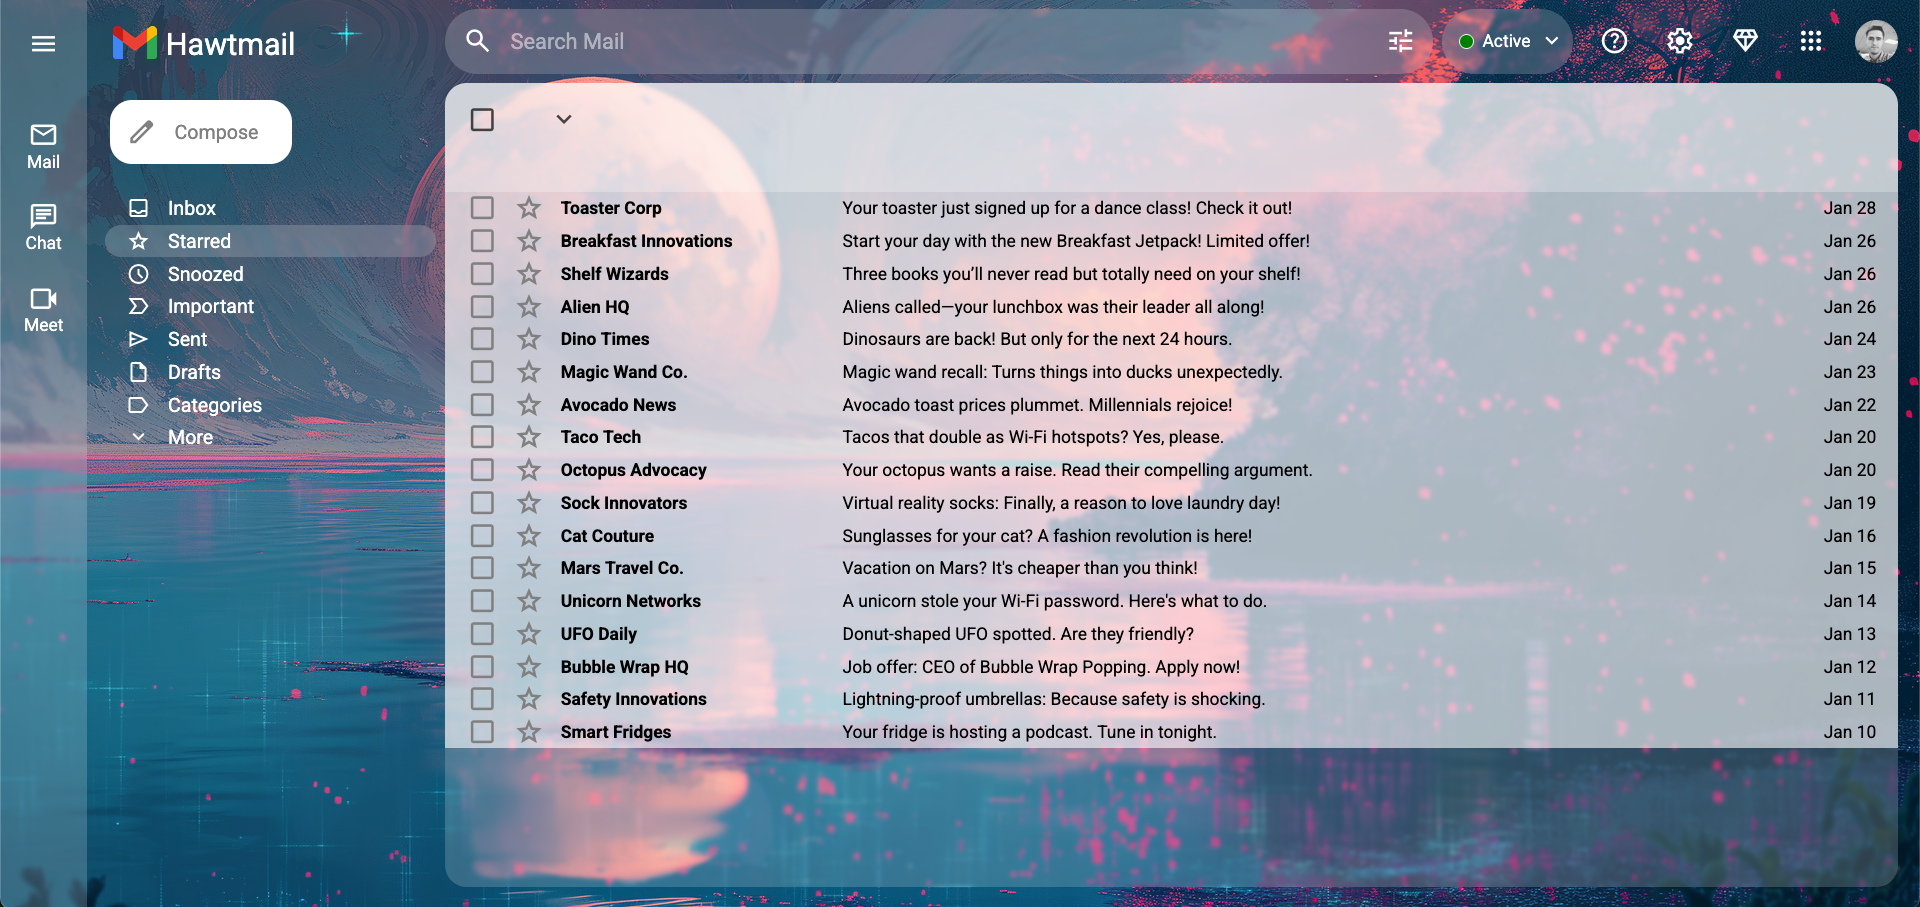 Hawtmail
Search Mail
Active
Mail
Chat
Meet
Compose
Inbox
Starred
Snoozed
Important
Sent
Drafts
Categories
More
Toaster Corp Your toaster just signed up for a dance class! Check it out! Jan 28
Breakfast Innovations Start your day with the new Breakfast Jetpack! Limited offer! Jan 26
Shelf Wizards Three books you’ll never read but totally need on your shelf! Jan 26
Alien HQ Aliens called—your lunchbox was their leader all along! Jan 26
Dino Times Dinosaurs are back! But only for the next 24 hours. Jan 24
Magic Wand Co. Magic wand recall: Turns things into ducks unexpectedly. Jan 23
Avocado News Avocado toast prices plummet. Millennials rejoice! Jan 22
Taco Tech Tacos that double as Wi-Fi hotspots? Yes, please. Jan 20
Octopus Advocacy Your octopus wants a raise. Read their compelling argument. Jan 20
Sock Innovators Virtual reality socks: Finally, a reason to love laundry day! Jan 19
Cat Couture Sunglasses for your cat? A fashion revolution is here! Jan 16
Mars Travel Co. Vacation on Mars? It's cheaper than you think! Jan 15
Unicorn Networks A unicorn stole your Wi-Fi password. Here's what to do. Jan 14
UFO Daily Donut-shaped UFO spotted. Are they friendly? Jan 13
Bubble Wrap HQ Job offer: CEO of Bubble Wrap Popping. Apply now! Jan 12
Safety Innovations Lightning-proof umbrellas: Because safety is shocking. Jan 11
Smart Fridges Your fridge is hosting a podcast. Tune in tonight. Jan 10